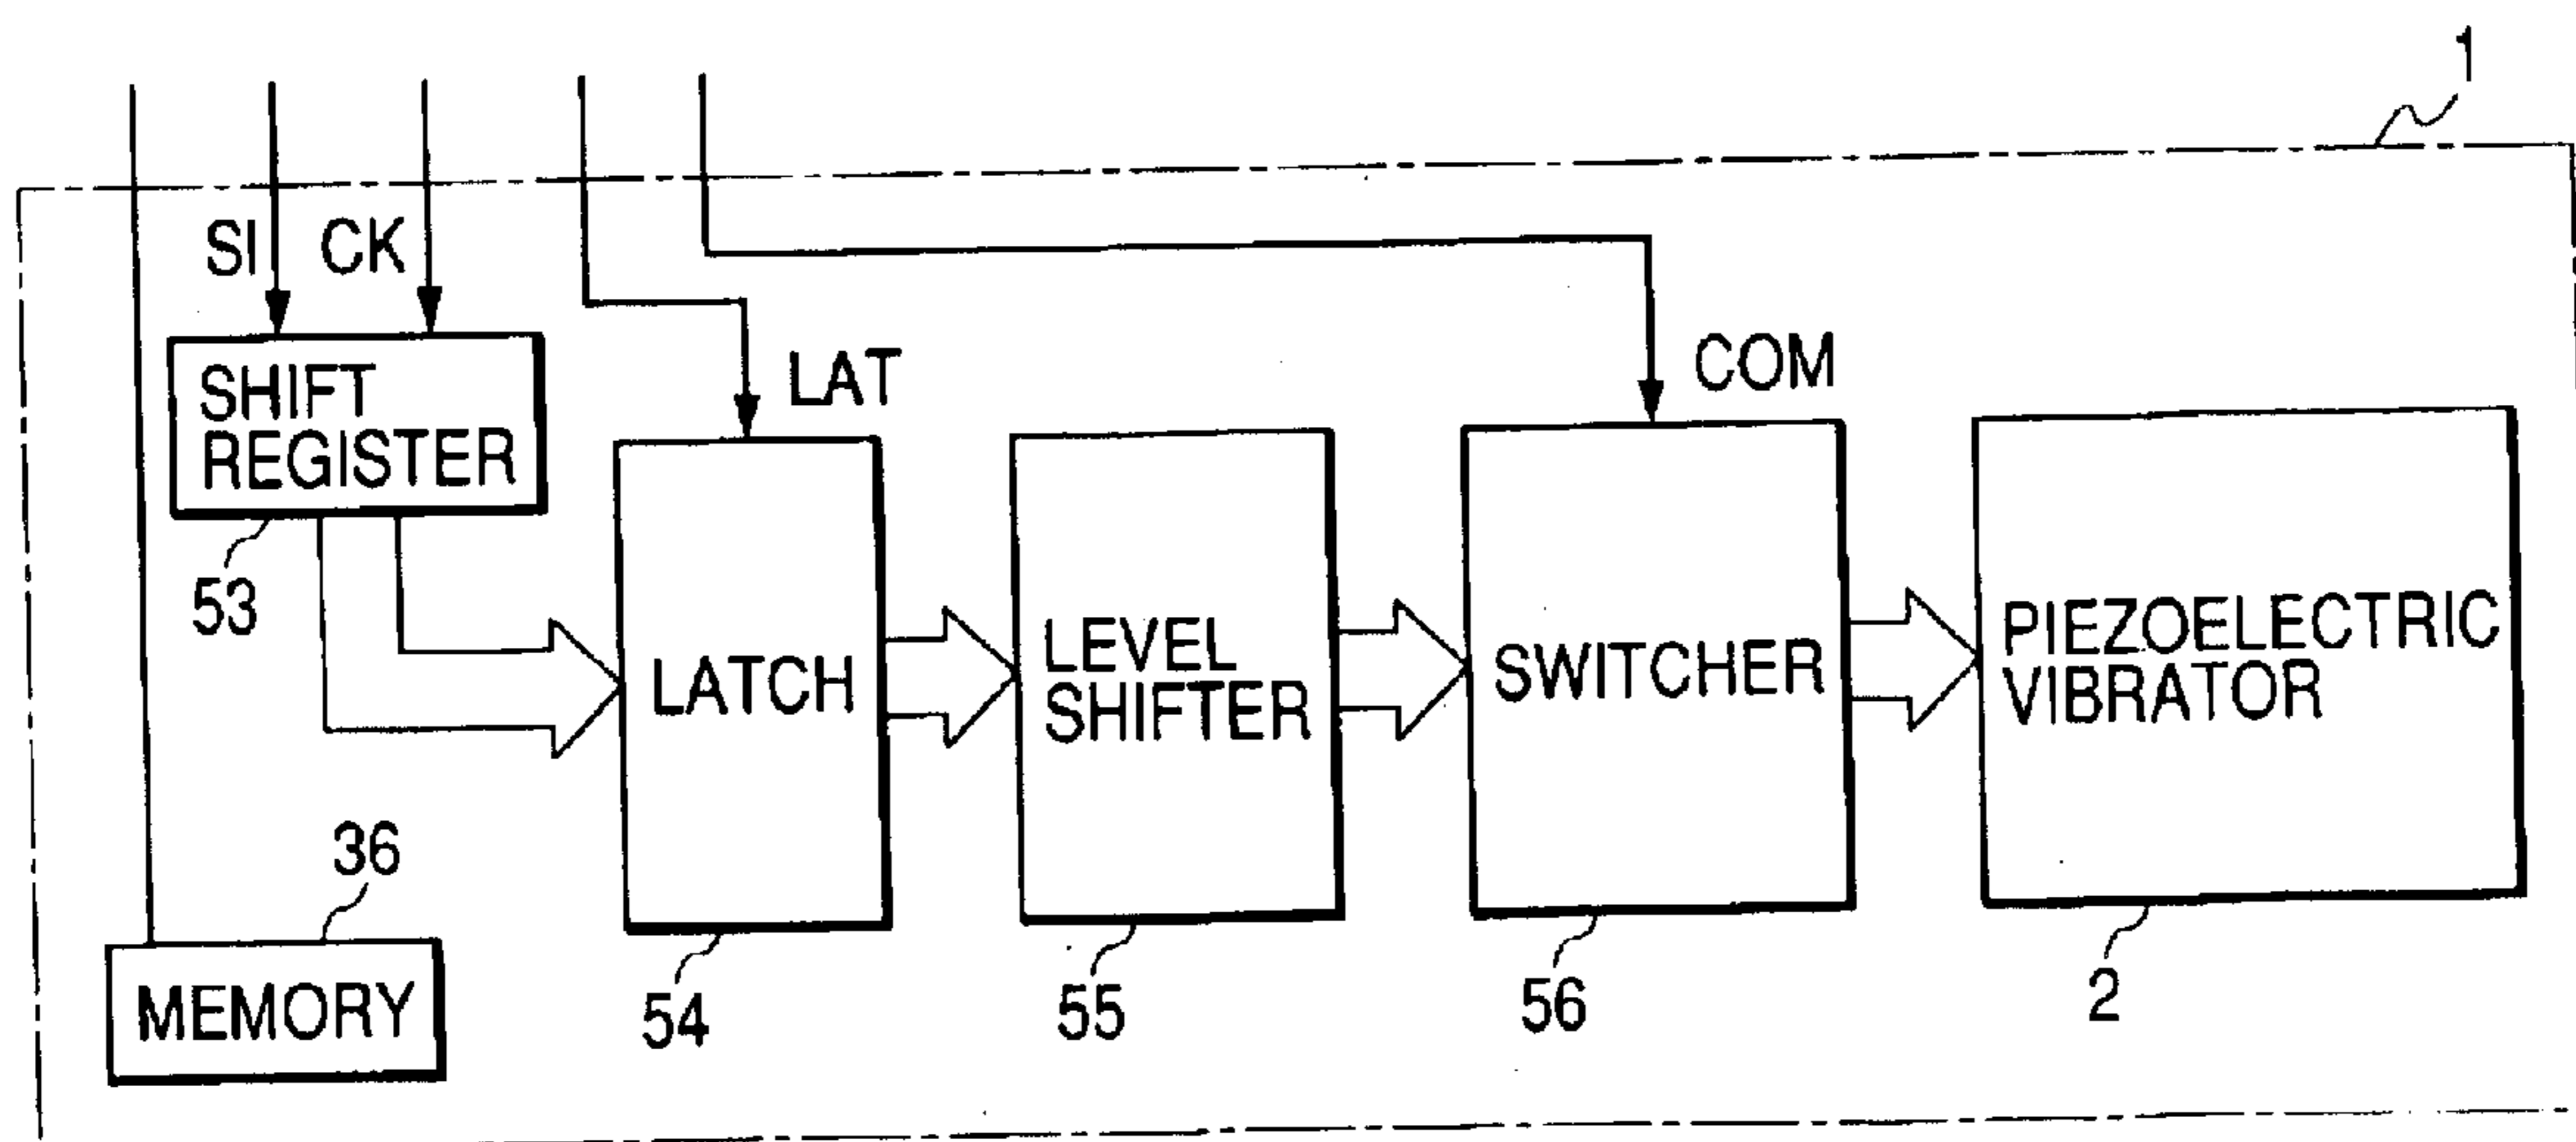 1
SI
CK
LAT
COM
SHIFT
REGISTER
53
LATCH
LEVEL
SHIFTER
SWITCHER
PIEZOELECTRIC
VIBRATOR
36
MEMORY
54
55
56
2